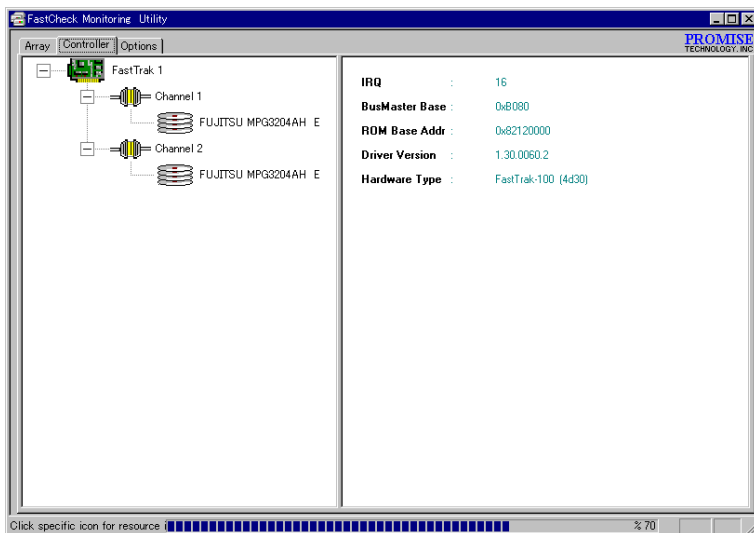 FastCheck Monitoring Utility
Array Controller Options
PROMISE
TECHNOLOGY, INC
FastTrak 1
Channel 1
FUJITSU MPG3204AH E
Channel 2
FUJITSU MPG3204AH E
IRQ : 16
BusMaster Base : 0xB080
ROM Base Addr : 0x82120000
Driver Version : 1.30.0060.2
Hardware Type : FastTrak-100 (4d30)
Click specific icon for resource i
% 70